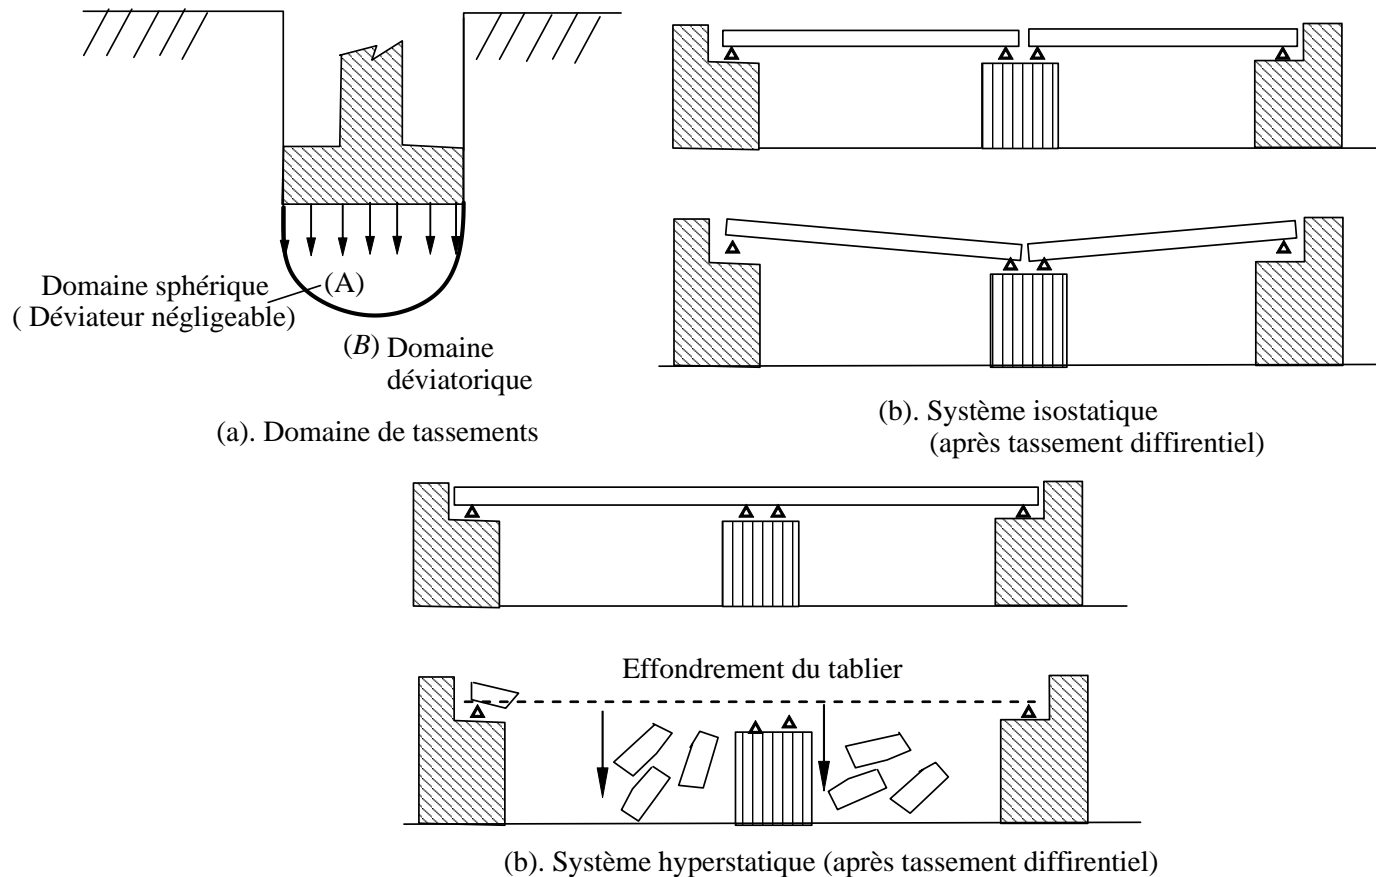 Domaine sphérique
( Déviateur négligeable)
(A)
(B) Domaine
déviatorique
(a). Domaine de tassements
(b). Système isostatique
(après tassement diffirentiel)
Effondrement du tablier
(b). Système hyperstatique (après tassement diffirentiel)